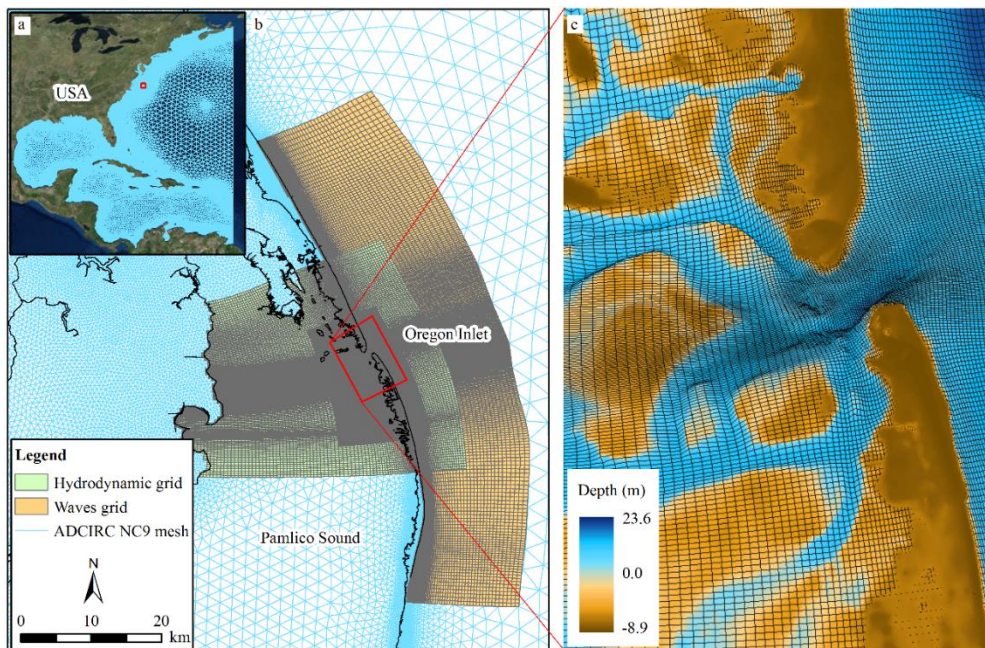 a
USA
b
Oregon Inlet
Legend
Hydrodynamic grid
Waves grid
ADCIRC NC9 mesh
N
0 10 20
km
Pamlico Sound
c
Depth (m)
23.6
0.0
-8.9